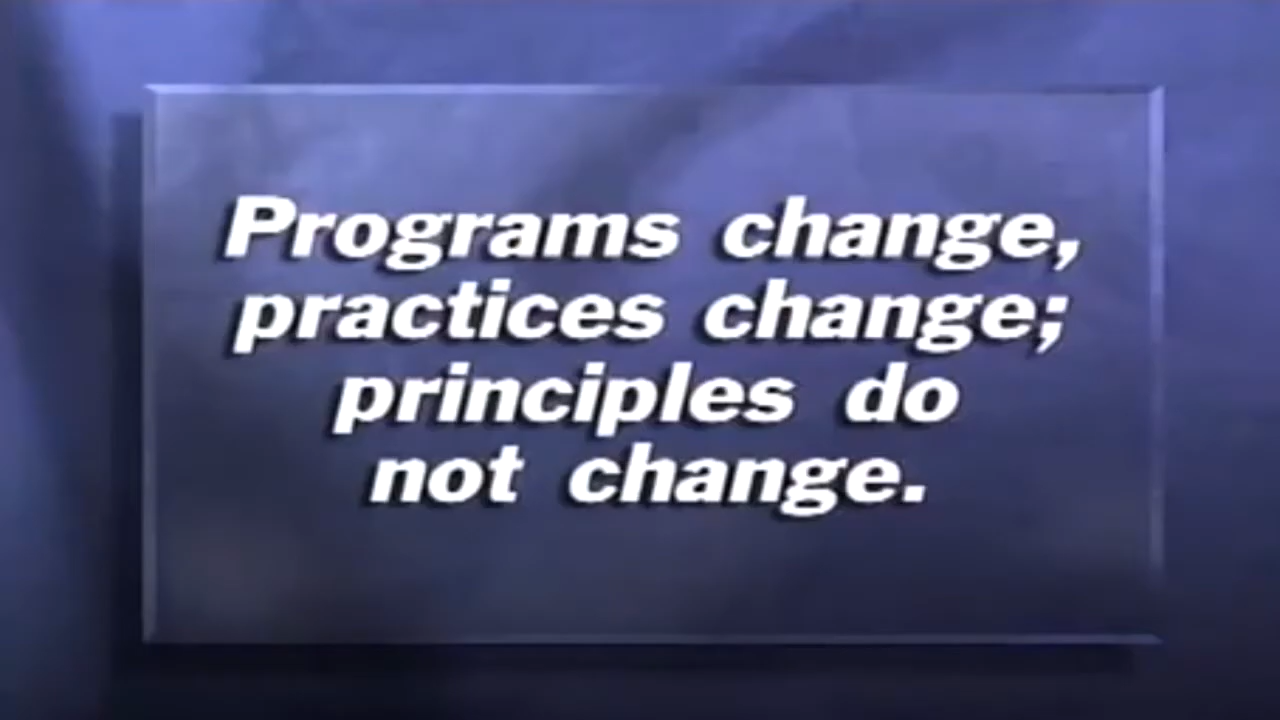 Programs change,
practices change;
principles do
not change.